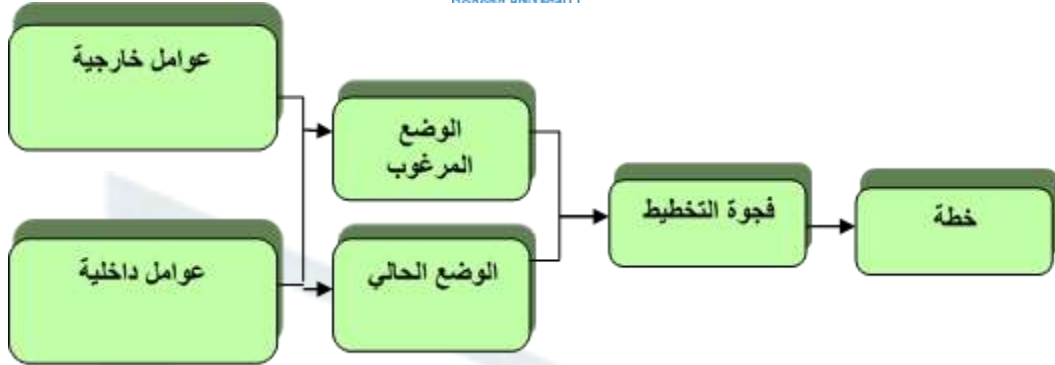 عوامل خارجية
الوضع
المرغوب
فجوة التخطيط
خطة
الوضع الحالي
عوامل داخلية